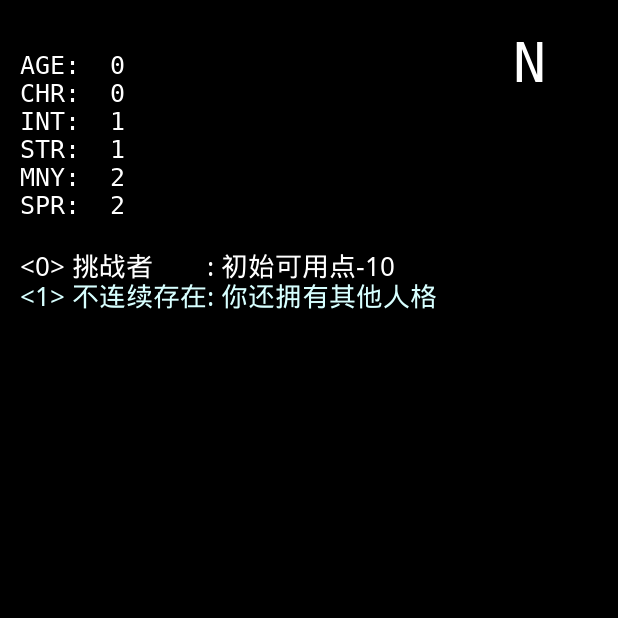 N
AGE: 0
CHR: 0
INT: 1
STR: 1
MNY: 2
SPR: 2
<0> 挑战者 : 初始可用点-10
<1> 不连续存在: 你还拥有其他人格